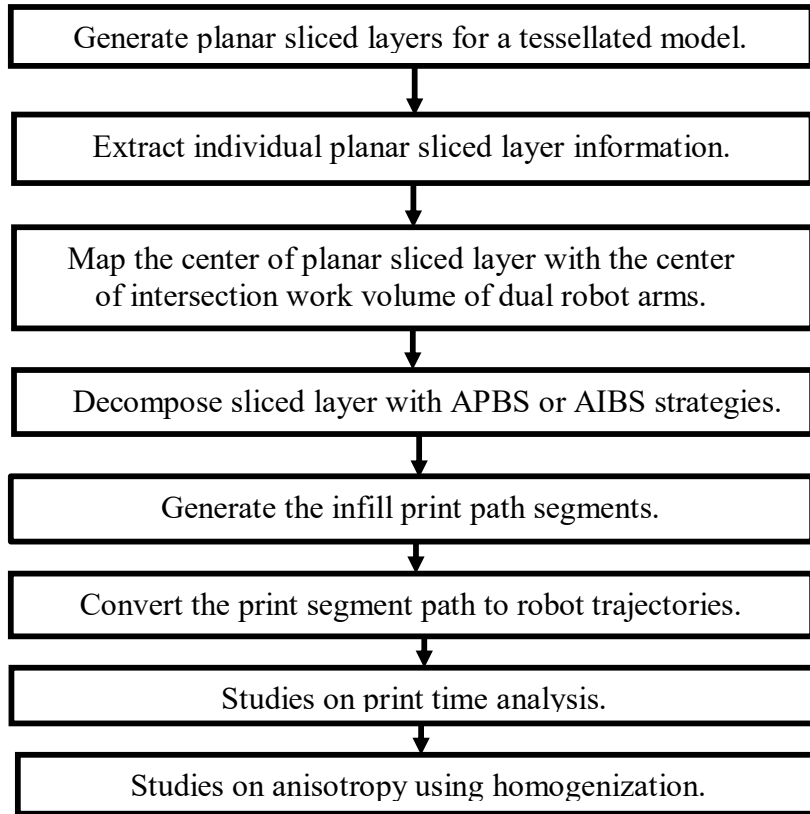 Generate planar sliced layers for a tessellated model.
Extract individual planar sliced layer information.
Map the center of planar sliced layer with the center
of intersection work volume of dual robot arms.
Decompose sliced layer with APBS or AIBS strategies.
Generate the infill print path segments.
Convert the print segment path to robot trajectories.
Studies on print time analysis.
Studies on anisotropy using homogenization.